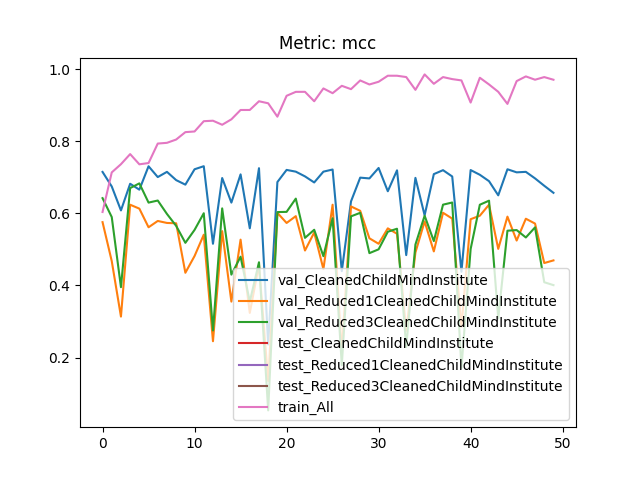 Metric: mcc
1.0
0.8
0.6
0.4
0.2
val_CleanedChildMindInstitute
val_Reduced1CleanedChildMindInstitute
val_Reduced3CleanedChildMindInstitute
test_CleanedChildMindInstitute
test_Reduced1CleanedChildMindInstitute
test_Reduced3CleanedChildMindInstitute
train_All
0 10 20 30 40 50